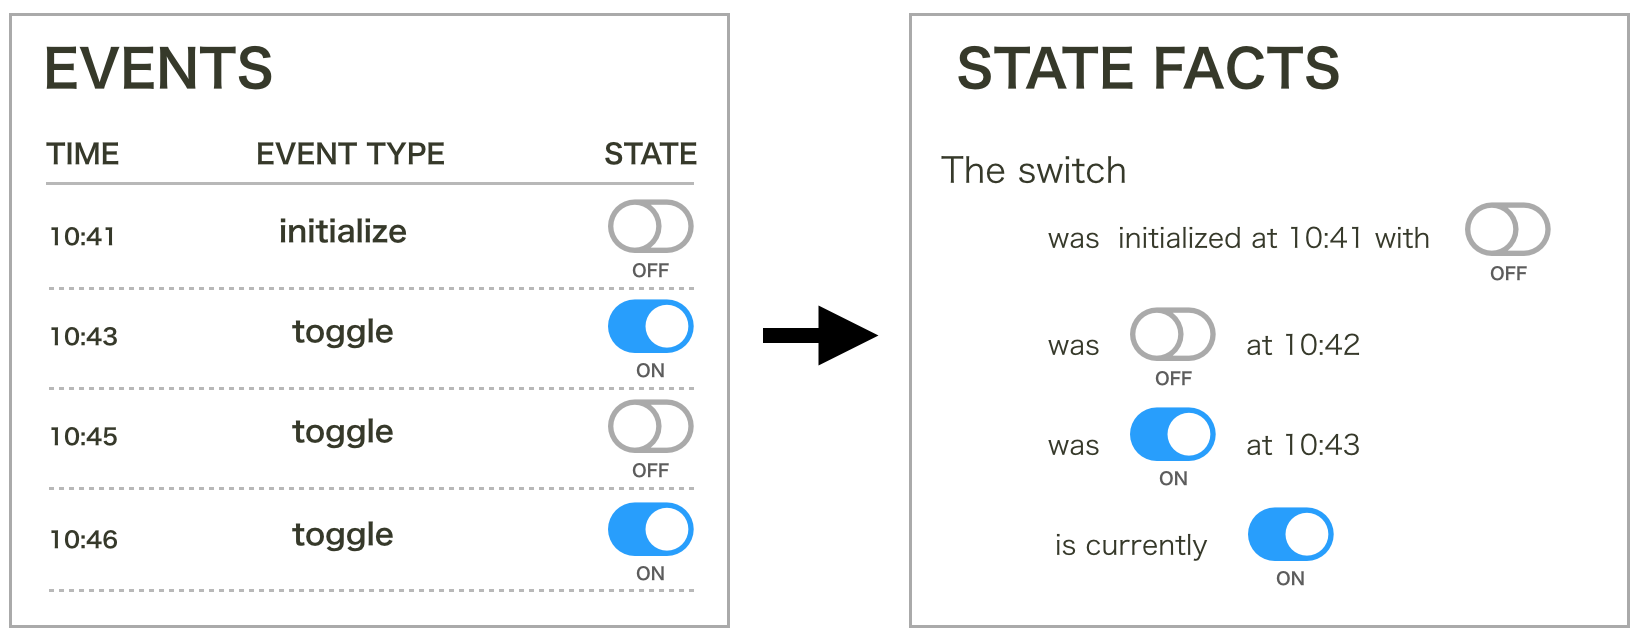 EVENTS
TIME EVENT TYPE STATE
10:41 initialize
OFF
10:43 toggle
ON
10:45 toggle
OFF
10:46 toggle
ON
STATE FACTS
The switch
was initialized at 10:41 with
OFF
was at 10:42
OFF
was at 10:43
ON
is currently
ON